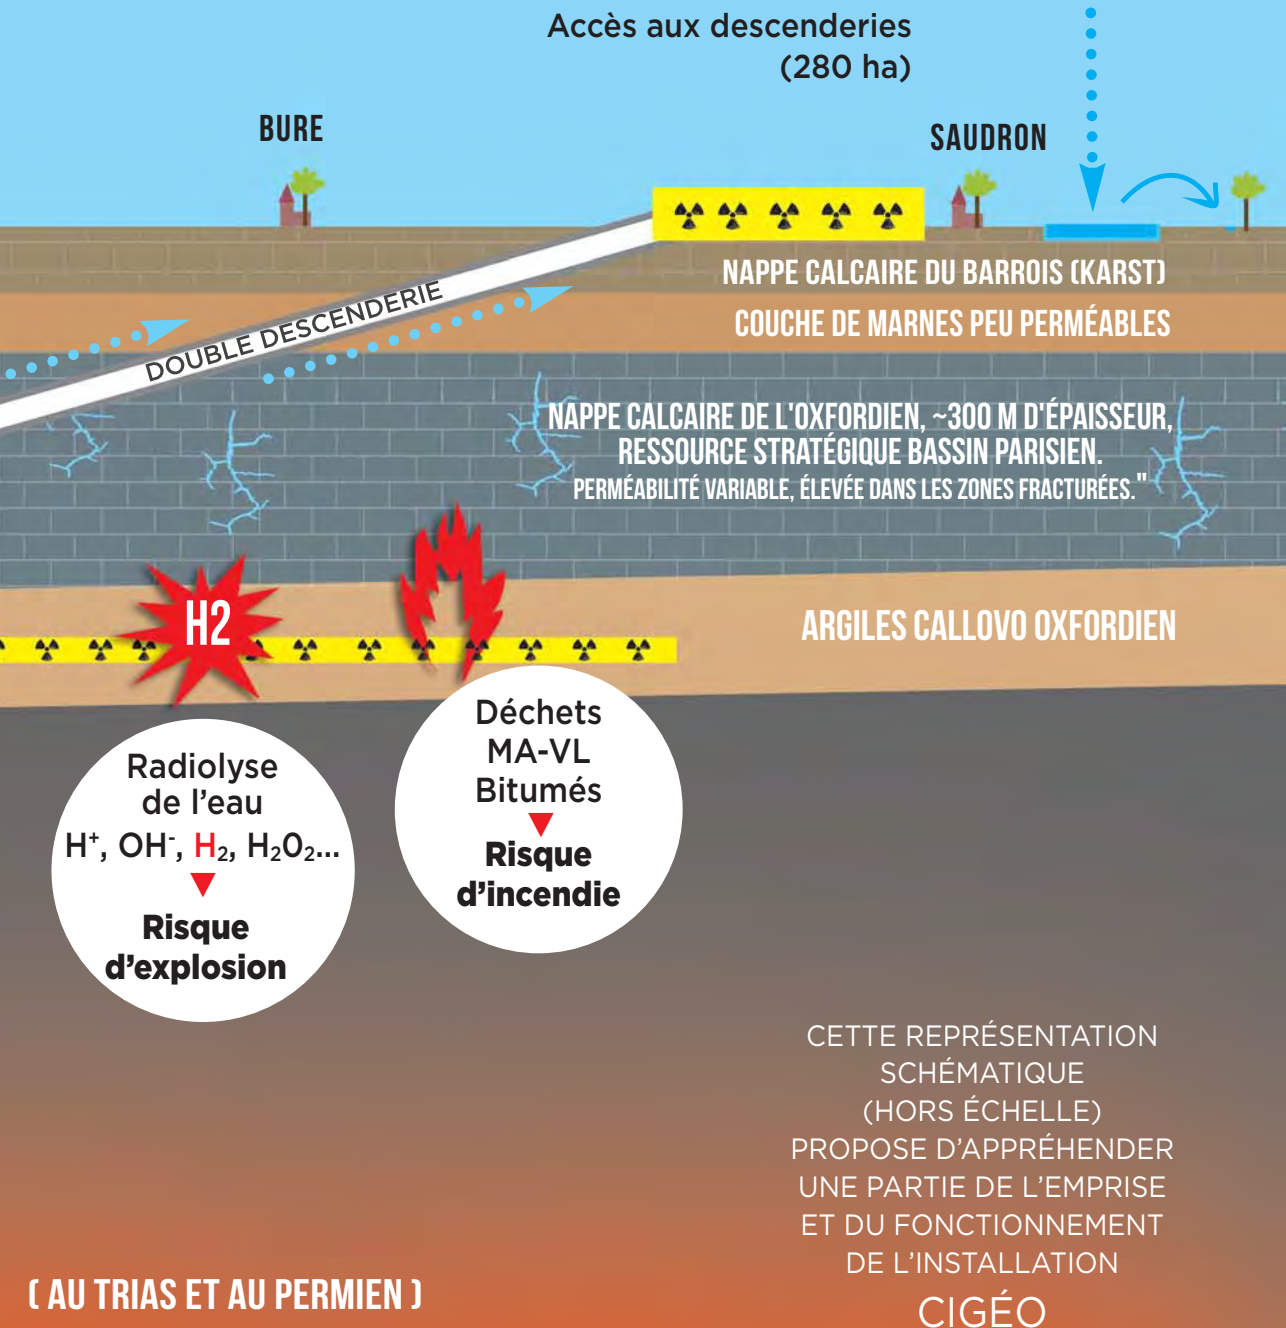 Accès aux descenderies
(280 ha)
BURE
SAUDRON
NAPPE CALCAIRE DU BARROIS (KARST)
COUCHE DE MARNES PEU PERMÉABLES
DOUBLE DESCENDERIE
NAPPE CALCAIRE DE L'OXFORDIEN, ~300 M D'ÉPAISSEUR,
RESSOURCE STRATÉGIQUE BASSIN PARISIEN.
PERMÉABILITÉ VARIABLE, ÉLEVÉE DANS LES ZONES FRACTURÉES."
H2
ARGILES CALLOVO OXFORDIEN
Déchets
MA-VL
Bitumés
Risque
d'incendie
Radiolyse
de l'eau
H⁺, OH⁻, H₂, H₂O₂...
Risque
d'explosion
CETTE REPRÉSENTATION
SCHÉMATIQUE
(HORS ÉCHELLE)
PROPOSE D'APPRÉHENDER
UNE PARTIE DE L'EMPRISE
ET DU FONCTIONNEMENT
DE L'INSTALLATION
CIGÉO
( AU TRIAS ET AU PERMIEN )